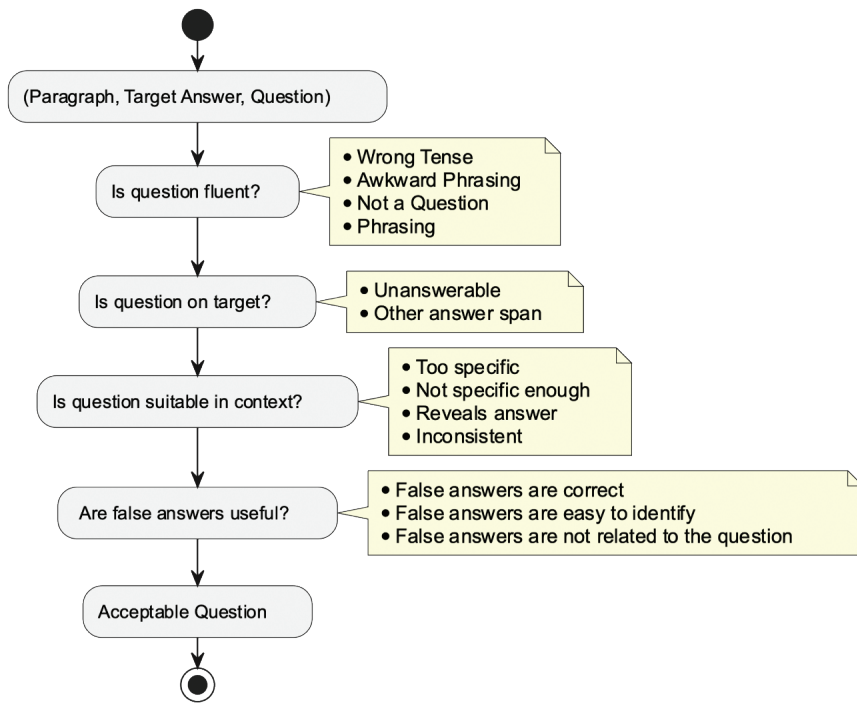 (Paragraph, Target Answer, Question)
Is question fluent?
• Wrong Tense
• Awkward Phrasing
• Not a Question
• Phrasing
Is question on target?
• Unanswerable
• Other answer span
Is question suitable in context?
• Too specific
• Not specific enough
• Reveals answer
• Inconsistent
Are false answers useful?
• False answers are correct
• False answers are easy to identify
• False answers are not related to the question
Acceptable Question